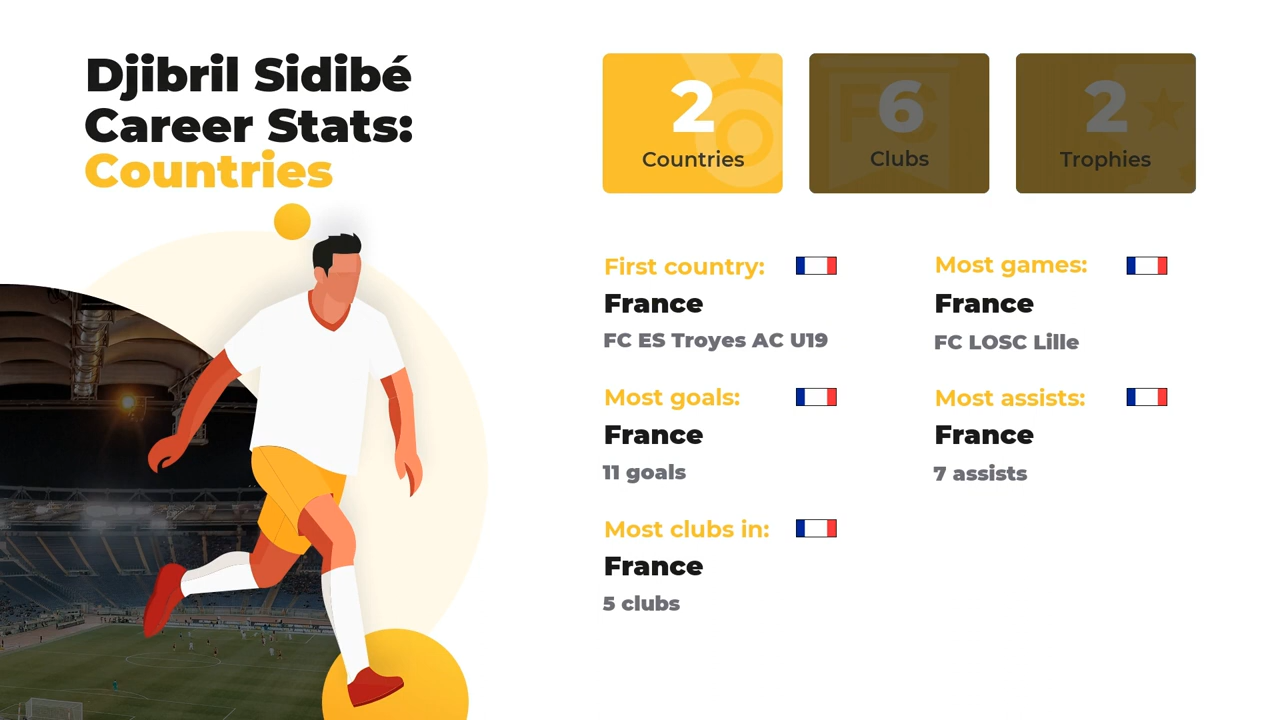 Djibril Sidibé
Career Stats:
Countries
2
Countries
6
Clubs
2
Trophies
First country:
France
FC ES Troyes AC U19
Most games:
France
FC LOSC Lille
Most goals:
France
11 goals
Most assists:
France
7 assists
Most clubs in:
France
5 clubs